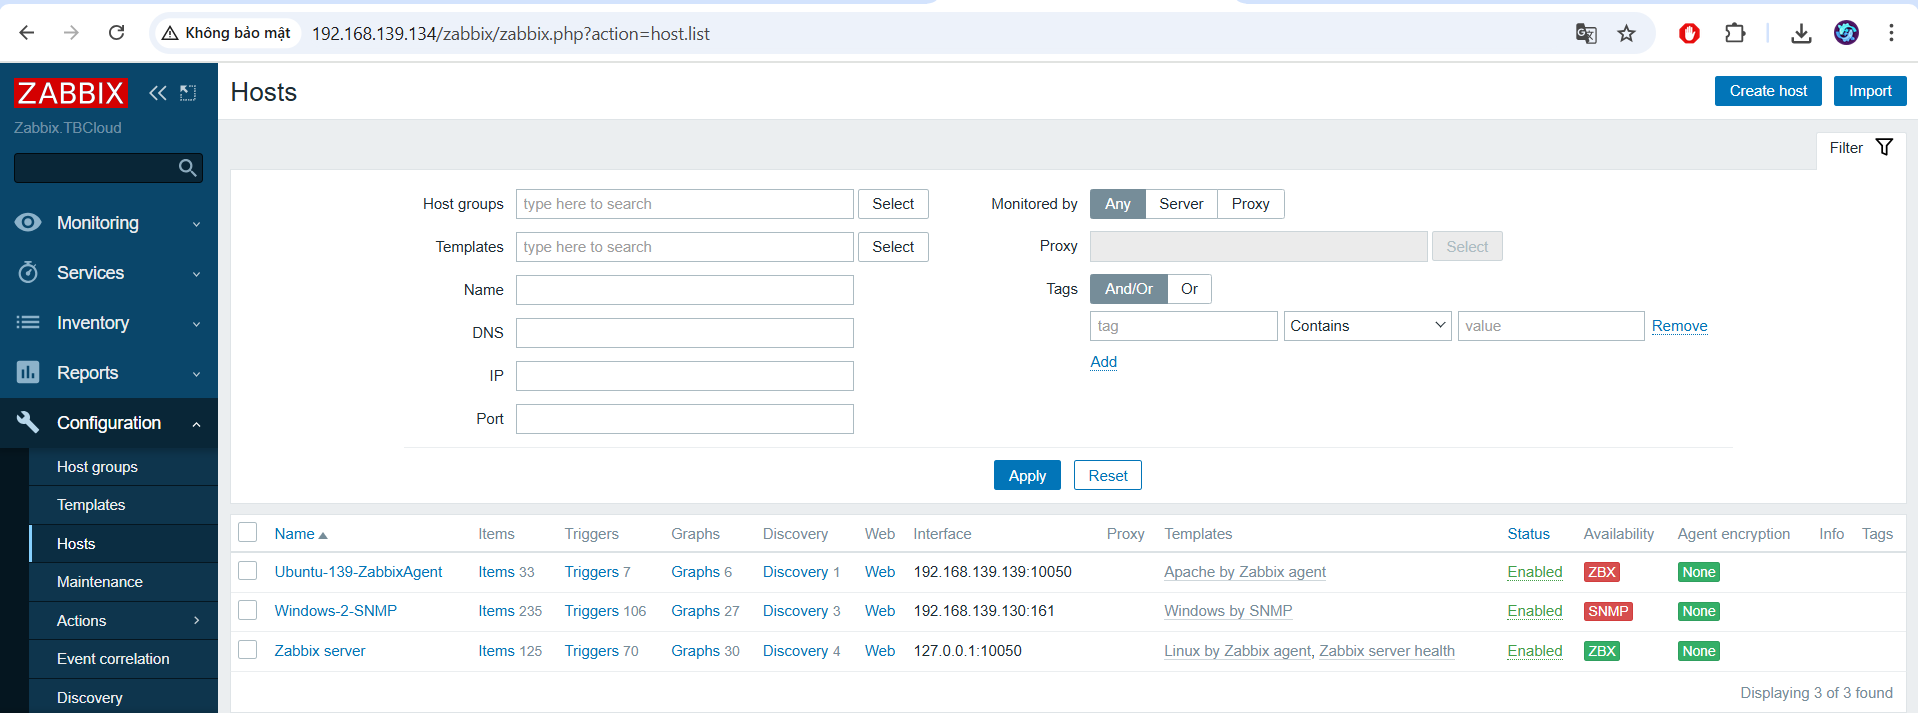 Không bảo mật 192.168.139.134/zabbix/zabbix.php?action=host.list
ZABBIX
Zabbix.TBCloud
Monitoring
Services
Inventory
Reports
Configuration
Host groups
Templates
Hosts
Maintenance
Actions
Event correlation
Discovery
Hosts
Create host Import
Filter
Host groups type here to search Select
Templates type here to search Select
Name
DNS
IP
Port
Monitored by Any Server Proxy
Proxy Select
Tags And/Or Or
tag Contains value Remove
Add
Apply Reset
Name Items Triggers Graphs Discovery Web Interface Proxy Templates Status Availability Agent encryption Info Tags
Ubuntu-139-ZabbixAgent Items 33 Triggers 7 Graphs 6 Discovery 1 Web 192.168.139.139:10050 Apache by Zabbix agent Enabled ZBX None
Windows-2-SNMP Items 235 Triggers 106 Graphs 27 Discovery 3 Web 192.168.139.130:161 Windows by SNMP Enabled SNMP None
Zabbix server Items 125 Triggers 70 Graphs 30 Discovery 4 Web 127.0.0.1:10050 Linux by Zabbix agent, Zabbix server health Enabled ZBX None
Displaying 3 of 3 found